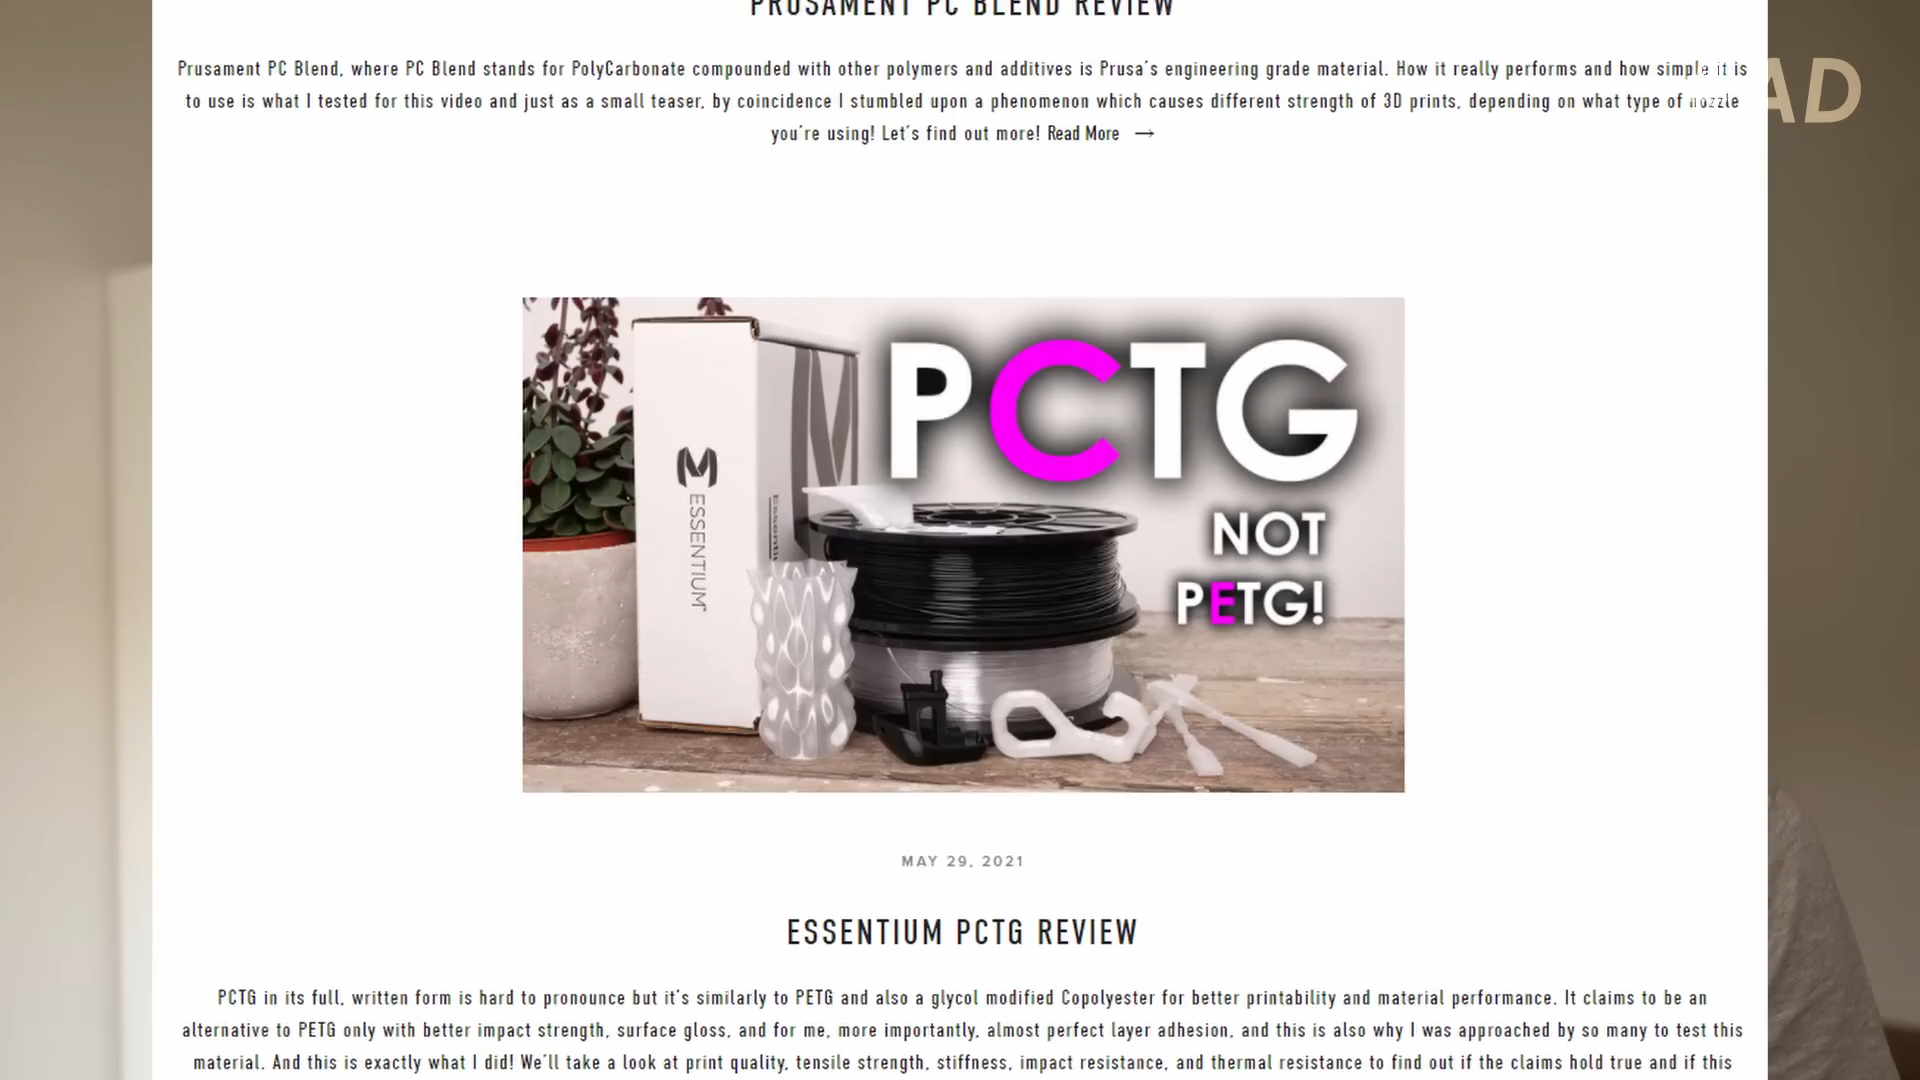 PRUSAMENT PC BLEND REVIEW
AD
Prusament PC Blend, where PC Blend stands for PolyCarbonate compounded with other polymers and additives is Prusa's engineering grade material. How it really performs and how simple it is
to use is what I tested for this video and just as a small teaser, by coincidence I stumbled upon a phenomenon which causes different strength of 3D prints, depending on what type of nozzle
you're using! Let's find out more! Read More →
PCTG
NOT
PETG!
ESSENTIUM
MAY 29, 2021
ESSENTIUM PCTG REVIEW
PCTG in its full, written form is hard to pronounce but it's similarly to PETG and also a glycol modified Copolyester for better printability and material performance. It claims to be an
alternative to PETG only with better impact strength, surface gloss, and for me, more importantly, almost perfect layer adhesion, and this is also why I was approached by so many to test this
material. And this is exactly what I did! We'll take a look at print quality, tensile strength, stiffness, impact resistance, and thermal resistance to find out if the claims hold true and if this